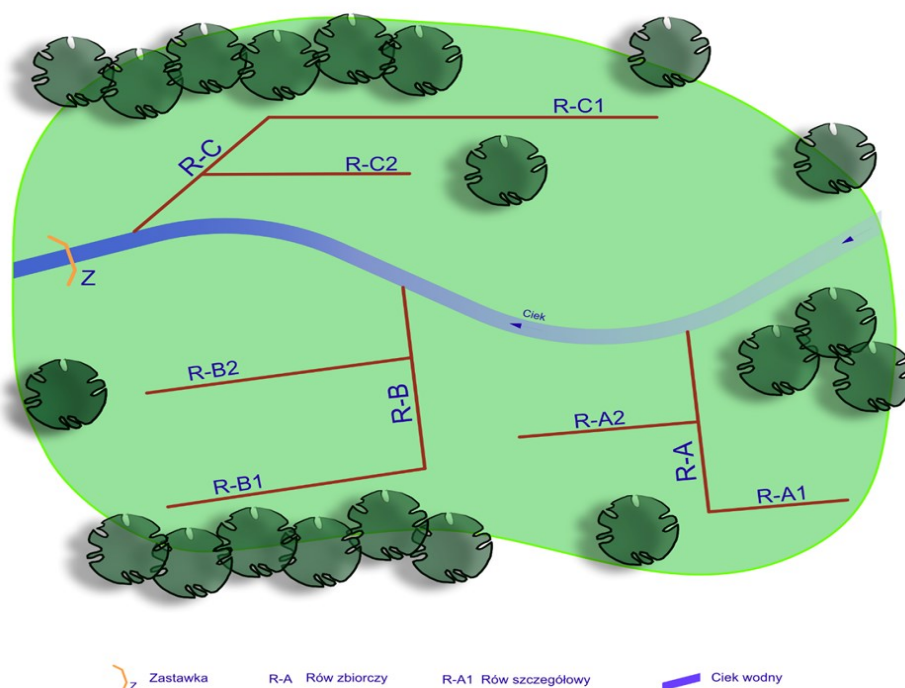 R-C1
R-C
R-C2
Z
Ciek
R-B2
R-B
R-A2
R-A
R-B1
R-A1
Z Zastawka R-A Rów zbiorczy R-A1 Rów szczegółowy Ciek wodny